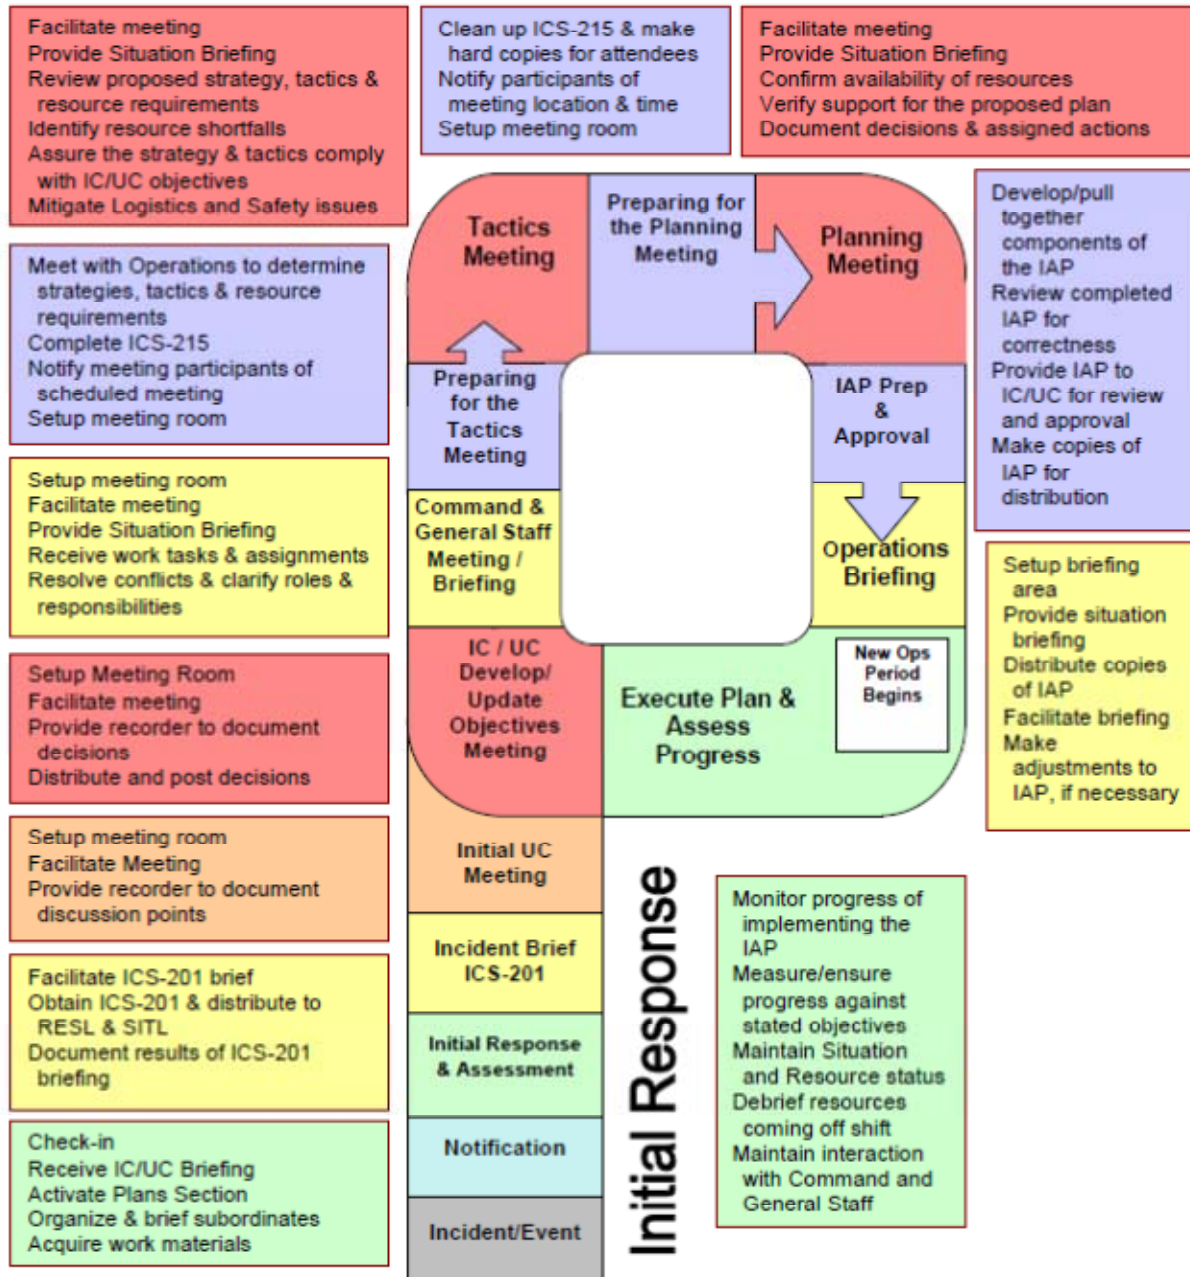 Facilitate meeting
Provide Situation Briefing
Review proposed strategy, tactics &
resource requirements
Identify resource shortfalls
Assure the strategy & tactics comply
with IC/UC objectives
Mitigate Logistics and Safety issues
Clean up ICS-215 & make
hard copies for attendees
Notify participants of
meeting location & time
Setup meeting room
Facilitate meeting
Provide Situation Briefing
Confirm availability of resources
Verify support for the proposed plan
Document decisions & assigned actions
Meet with Operations to determine
strategies, tactics & resource
requirements
Complete ICS-215
Notify meeting participants of
scheduled meeting
Setup meeting room
Setup meeting room
Facilitate meeting
Provide Situation Briefing
Receive work tasks & assignments
Resolve conflicts & clarify roles &
responsibilities
Setup Meeting Room
Facilitate meeting
Provide recorder to document
decisions
Distribute and post decisions
Setup meeting room
Facilitate Meeting
Provide recorder to document
discussion points
Facilitate ICS-201 brief
Obtain ICS-201 & distribute to
RESL & SITL
Document results of ICS-201
briefing
Check-in
Receive IC/UC Briefing
Activate Plans Section
Organize & brief subordinates
Acquire work materials
Tactics
Meeting
Preparing for
the Planning
Meeting
Planning
Meeting
Preparing
for the
Tactics
Meeting
IAP Prep
&
Approval
Command &
General Staff
Meeting /
Briefing
Operations
Briefing
IC / UC
Develop/
Update
Objectives
Meeting
Execute Plan &
Assess
Progress
New Ops
Period
Begins
Initial UC
Meeting
Incident Brief
ICS-201
Initial Response
& Assessment
Notification
Incident/Event
Initial Response
Develop/pull
together
components of
the IAP
Review completed
IAP for
correctness
Provide IAP to
IC/UC for review
and approval
Make copies of
IAP for
distribution
Setup briefing
area
Provide situation
briefing
Distribute copies
of IAP
Facilitate briefing
Make
adjustments to
IAP, if necessary
Monitor progress of
implementing the
IAP
Measure/ensure
progress against
stated objectives
Maintain Situation
and Resource status
Debrief resources
coming off shift
Maintain interaction
with Command and
General Staff